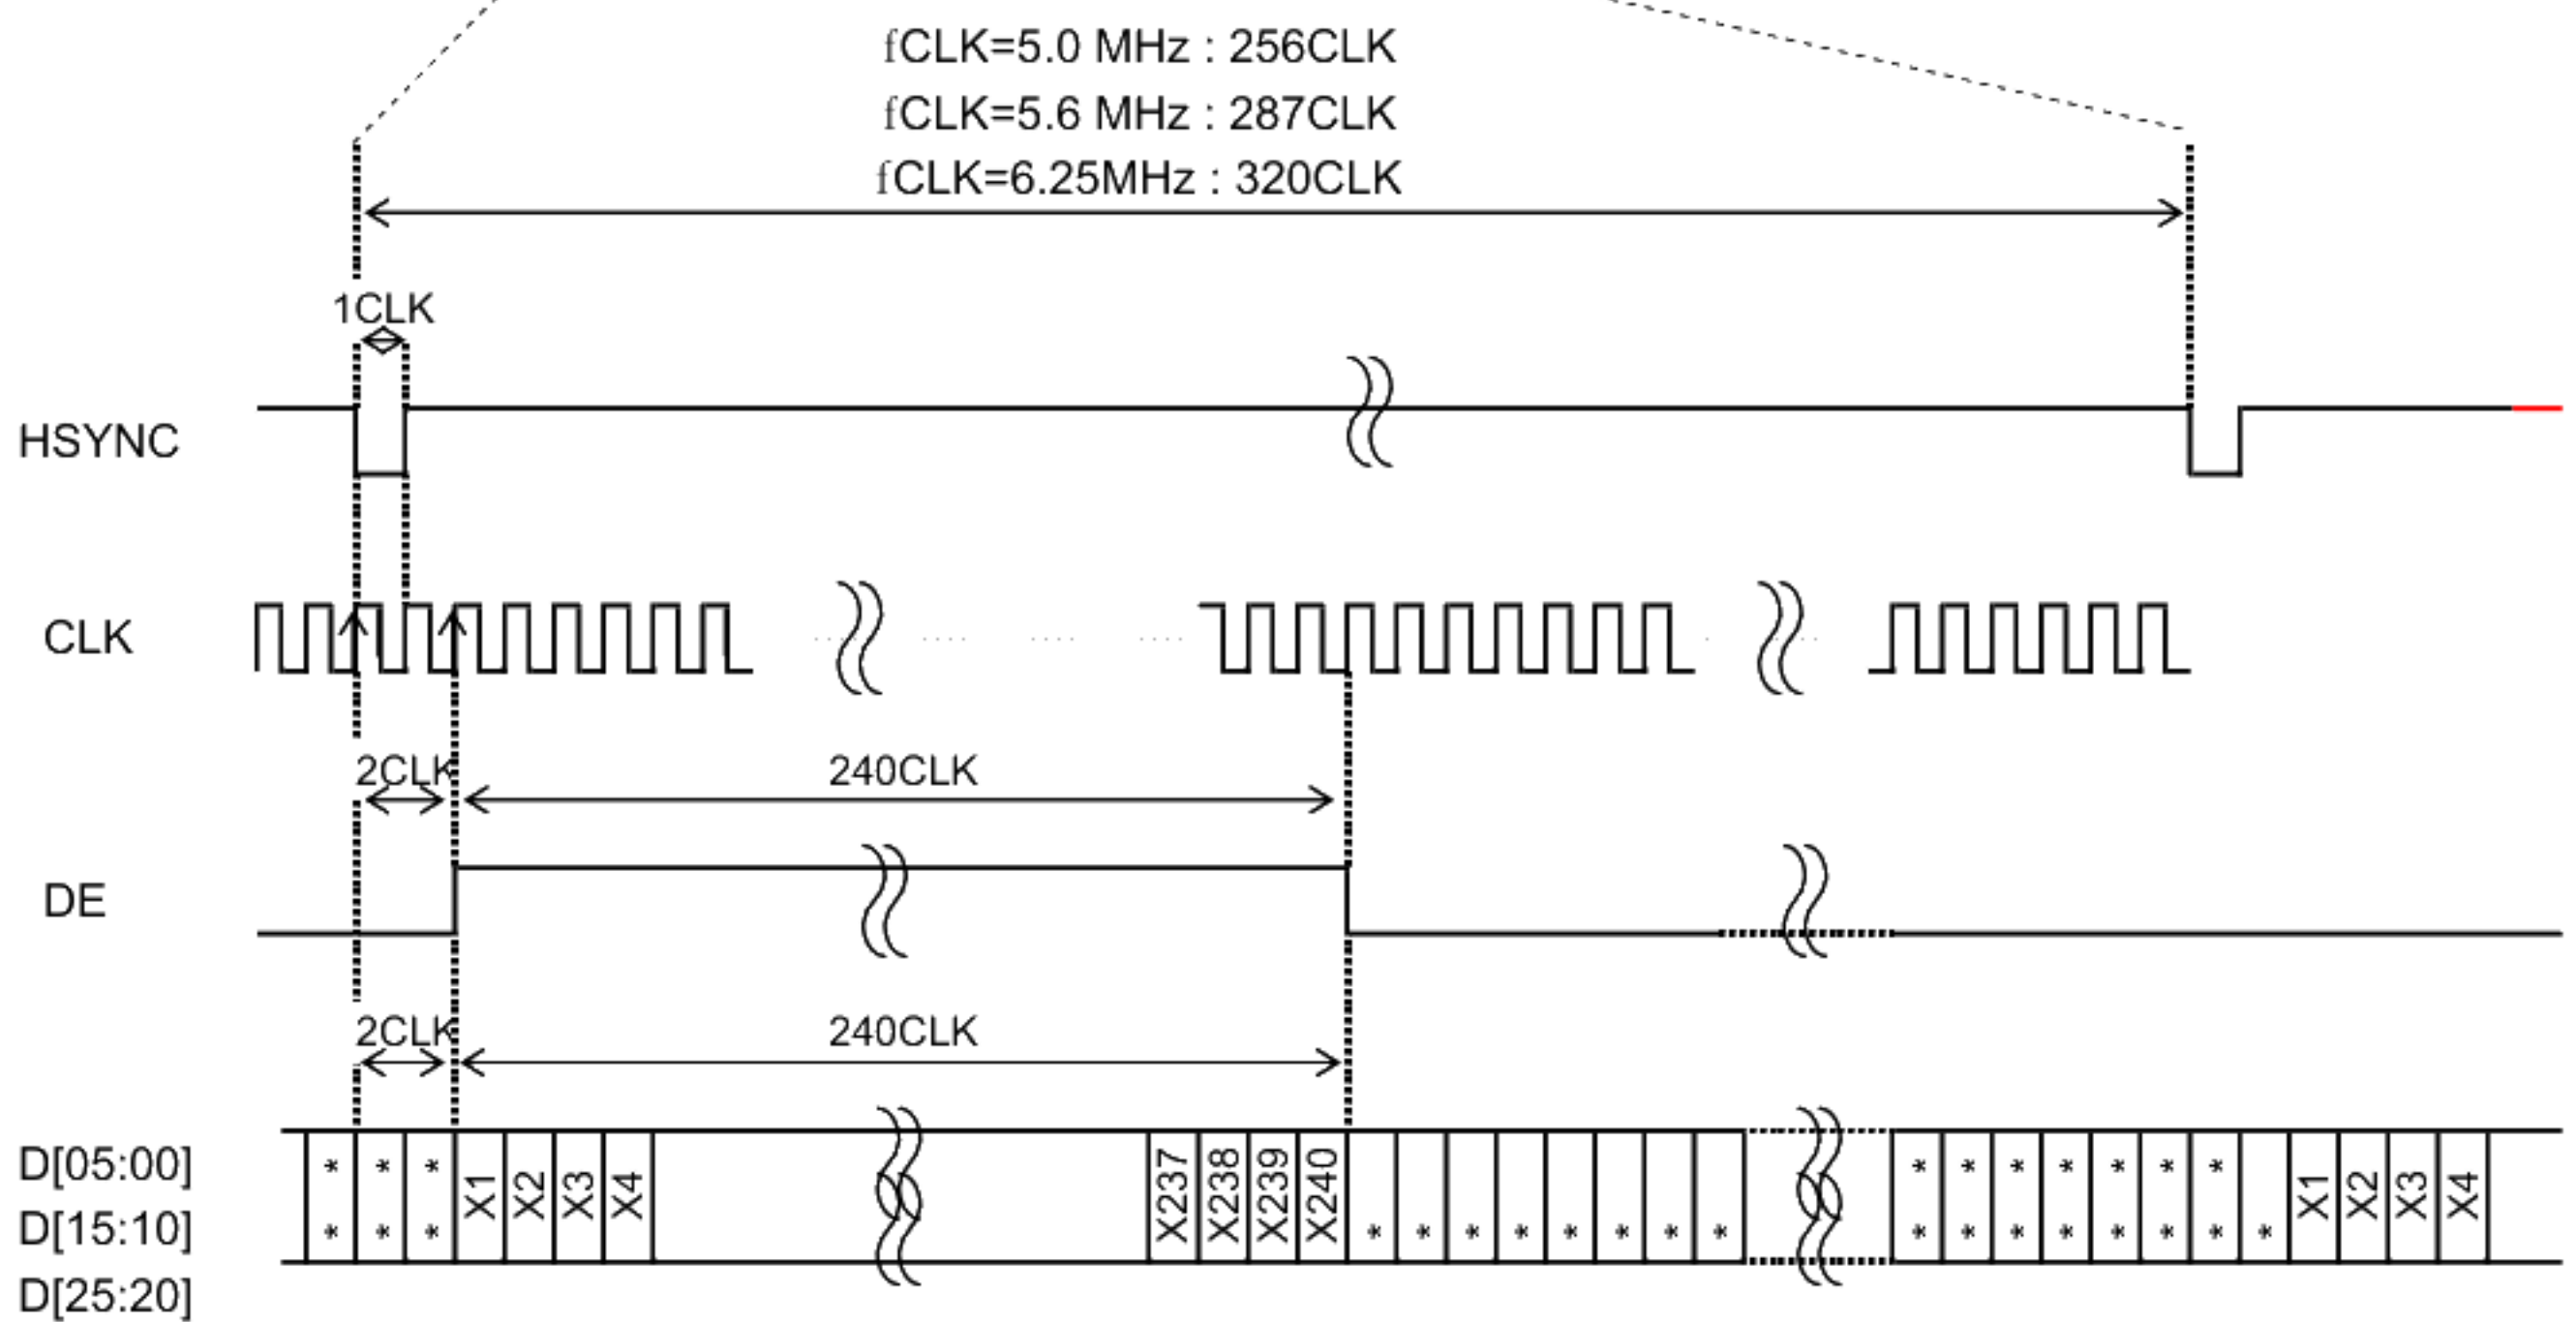 fCLK=5.0 MHz : 256CLK
fCLK=5.6 MHz : 287CLK
fCLK=6.25MHz : 320CLK
1CLK
HSYNC
CLK
2CLK 240CLK
DE
2CLK 240CLK
D[05:00] * * * X1 X2 X3 X4 X237 X238 X239 X240 * * * * * * * X1 X2 X3 X4
D[15:10] * * * * * * * * * * * * * * * * * * *
D[25:20]